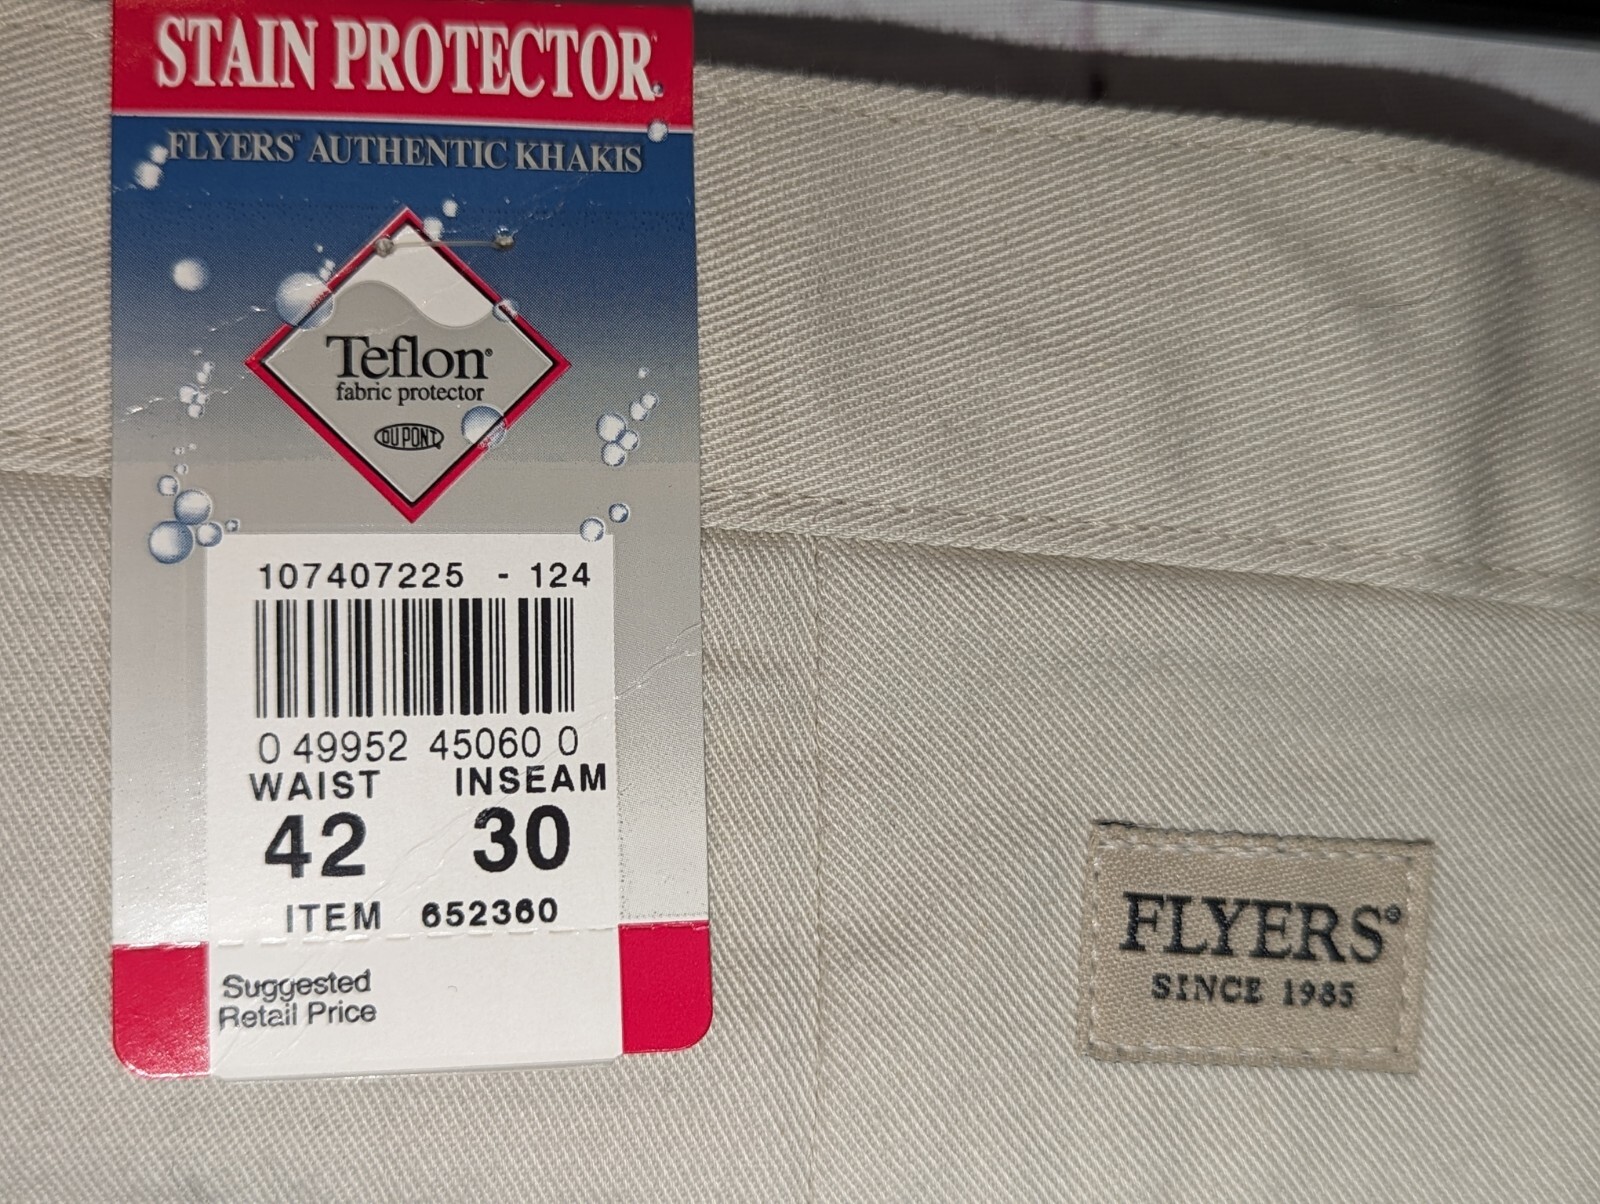 STAIN PROTECTOR
FLYERS® AUTHENTIC KHAKIS
Teflon®
fabric protector
DUPONT
107407225 - 124
0 49952 45060 0
WAIST INSEAM
42 30
ITEM 652360
Suggested
Retail Price
FLYERS®
SINCE 1985